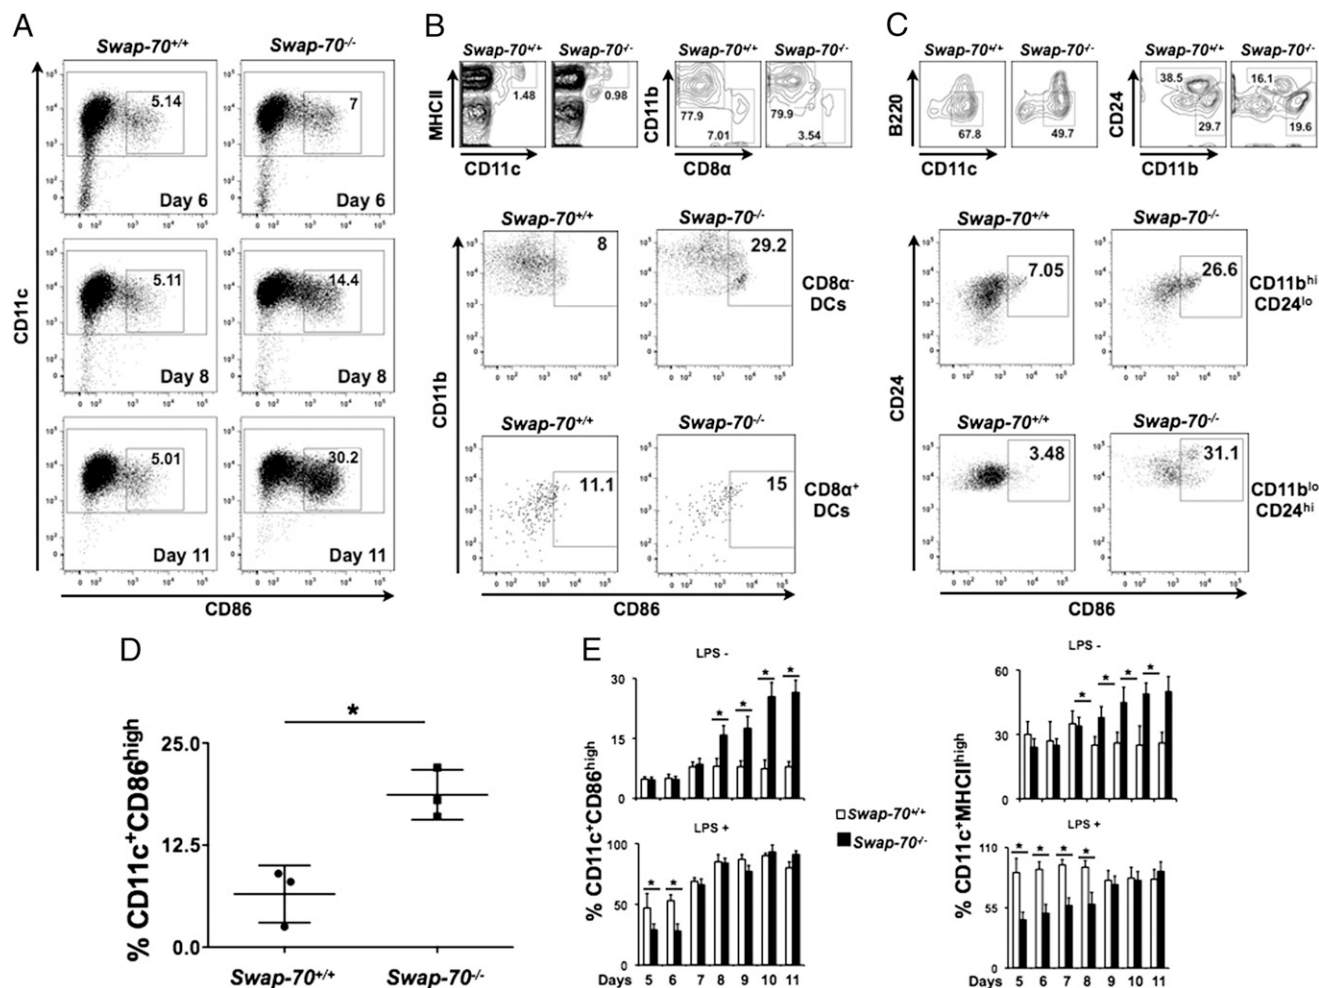 A
Swap-70+/+ Swap-70-/-
5.14 7
Day 6 Day 6
5.11 14.4
Day 8 Day 8
5.01 30.2
Day 11 Day 11
CD11c
CD86
B
Swap-70+/+ Swap-70-/- Swap-70+/+ Swap-70-/-
MHCII
1.48 0.98
CD11c
CD11b
77.9 7.01 79.9 3.54
CD8α
Swap-70+/+ Swap-70-/-
8 29.2
CD8α-
DCs
CD11b
Swap-70+/+ Swap-70-/-
11.1 15
CD8α+
DCs
CD86
C
Swap-70+/+ Swap-70-/- Swap-70+/+ Swap-70-/-
B220
67.8 49.7
CD11c
CD24
38.5 29.7 16.1 19.6
CD11b
Swap-70+/+ Swap-70-/-
7.05 26.6
CD11bhi
CD24lo
CD24
Swap-70+/+ Swap-70-/-
3.48 31.1
CD11blo
CD24hi
CD86
D
*
% CD11c+CD86high
25.0
12.5
0.0
Swap-70+/+ Swap-70-/-
E
LPS -
30
15
0
* * * *
LPS +
100
50
0
* *
% CD11c+CD86high
Days 5 6 7 8 9 10 11
Swap-70+/+
Swap-70-/-
LPS -
60
30
0
* * * *
LPS +
110
55
0
* * * *
% CD11c+MHCIIhigh
Days 5 6 7 8 9 10 11